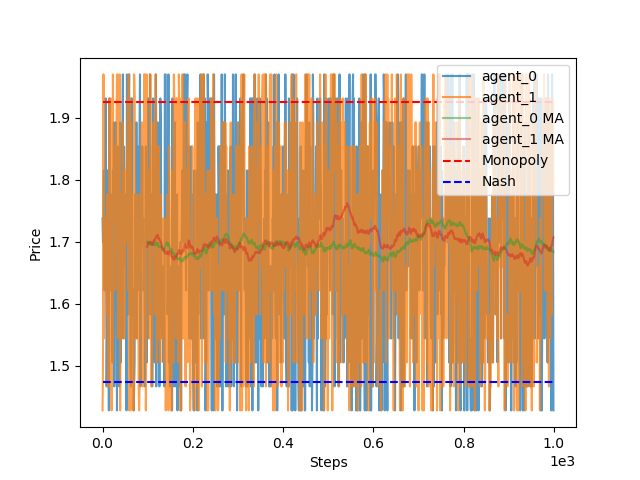 agent_0
agent_1
agent_0 MA
agent_1 MA
Monopoly
Nash
Price
1.9
1.8
1.7
1.6
1.5
0.0 0.2 0.4 0.6 0.8 1.0
Steps 1e3